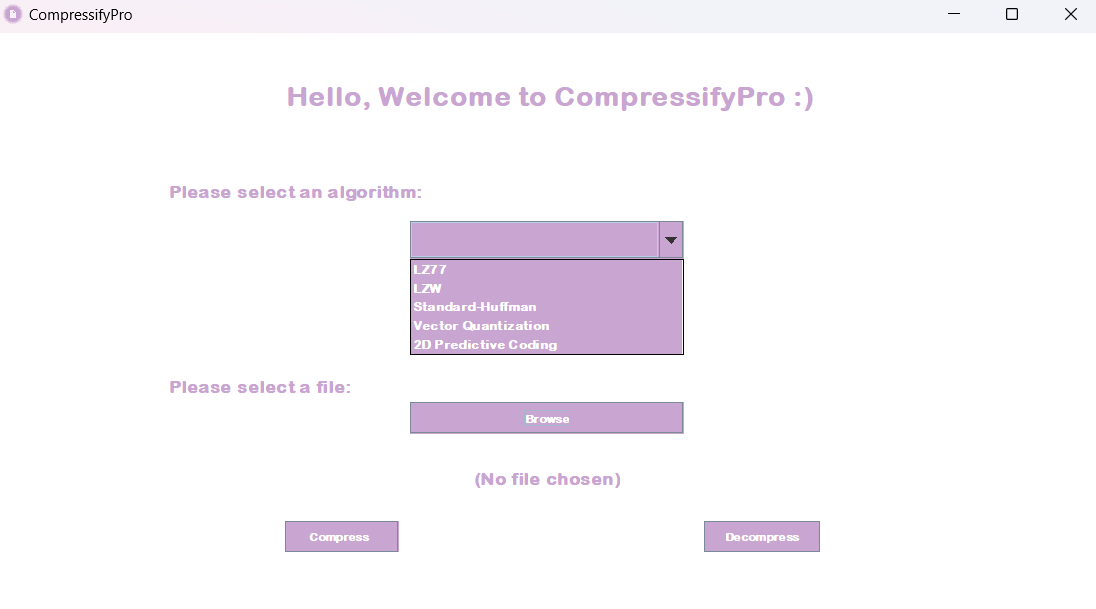 CompressifyPro
Hello, Welcome to CompressifyPro :)
Please select an algorithm:
LZ77
LZW
Standard-Huffman
Vector Quantization
2D Predictive Coding
Please select a file:
Browse
(No file chosen)
Compress
Decompress